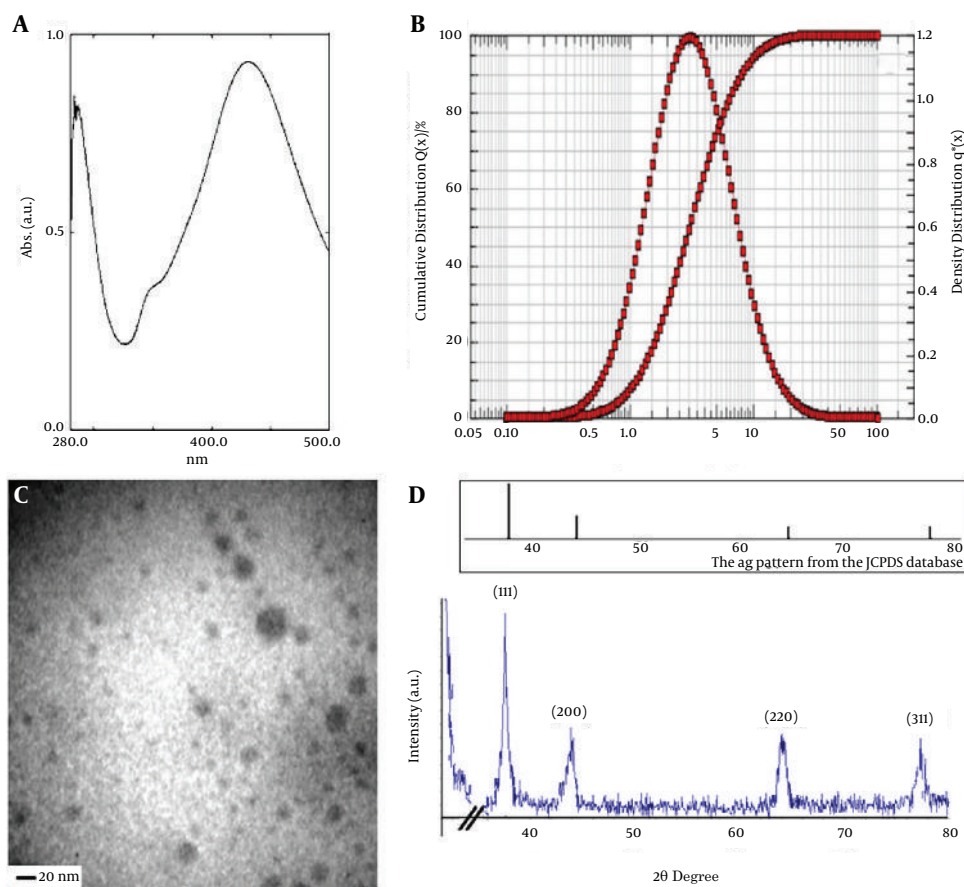 A
1.0
0.5
0.0
Abs. (a.u.)
280.0 400.0 500.0
nm
B
100
80
60
40
20
0
Cumulative Distribution Q(x)/%
1.2
1.0
0.8
0.6
0.4
0.2
0.0
Density Distribution q*(x)
0.05 0.10 0.5 1.0 5 10 50 100
C
20 nm
D
40 50 60 70 80
The ag pattern from the JCPDS database
(111)
(200)
(220)
(311)
Intensity (a.u.)
40 50 60 70 80
2θ Degree